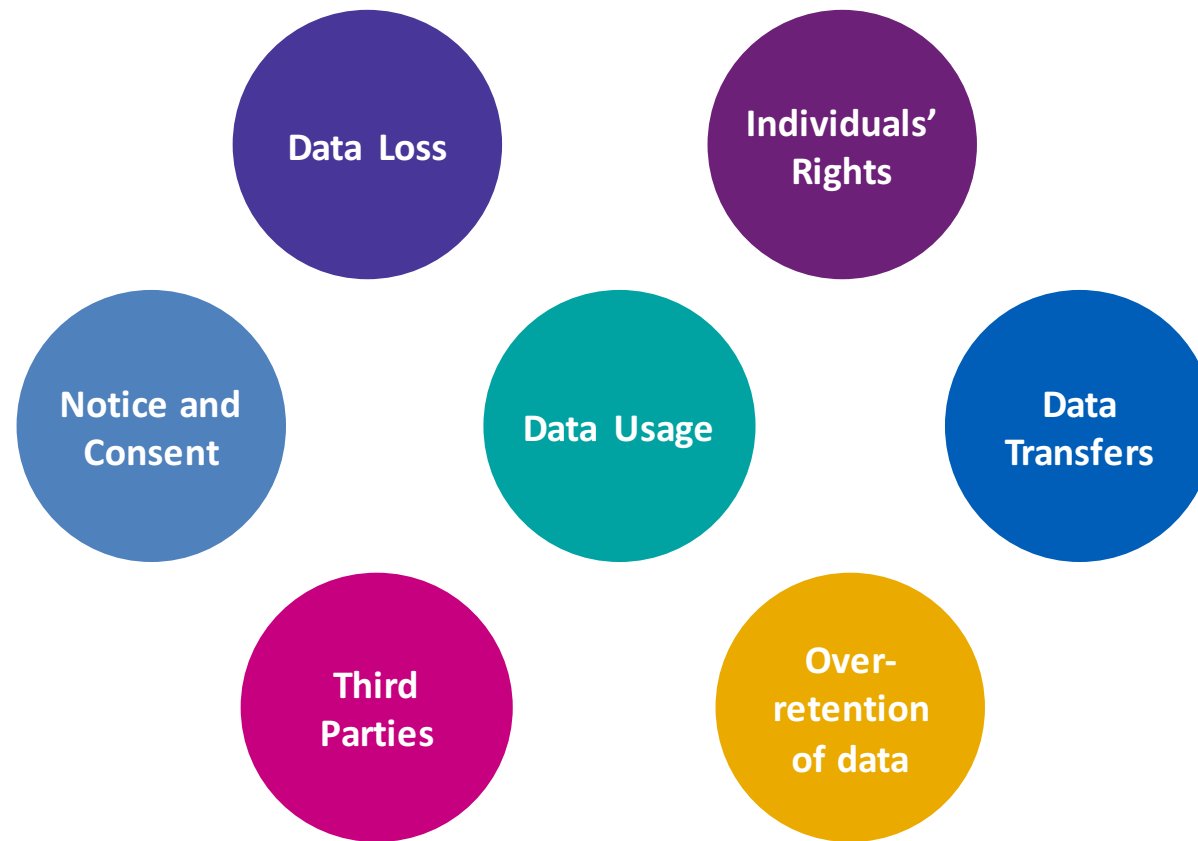 Data Loss
Individuals’
Rights
Notice and
Consent
Data Usage
Data
Transfers
Third
Parties
Over-
retention
of data